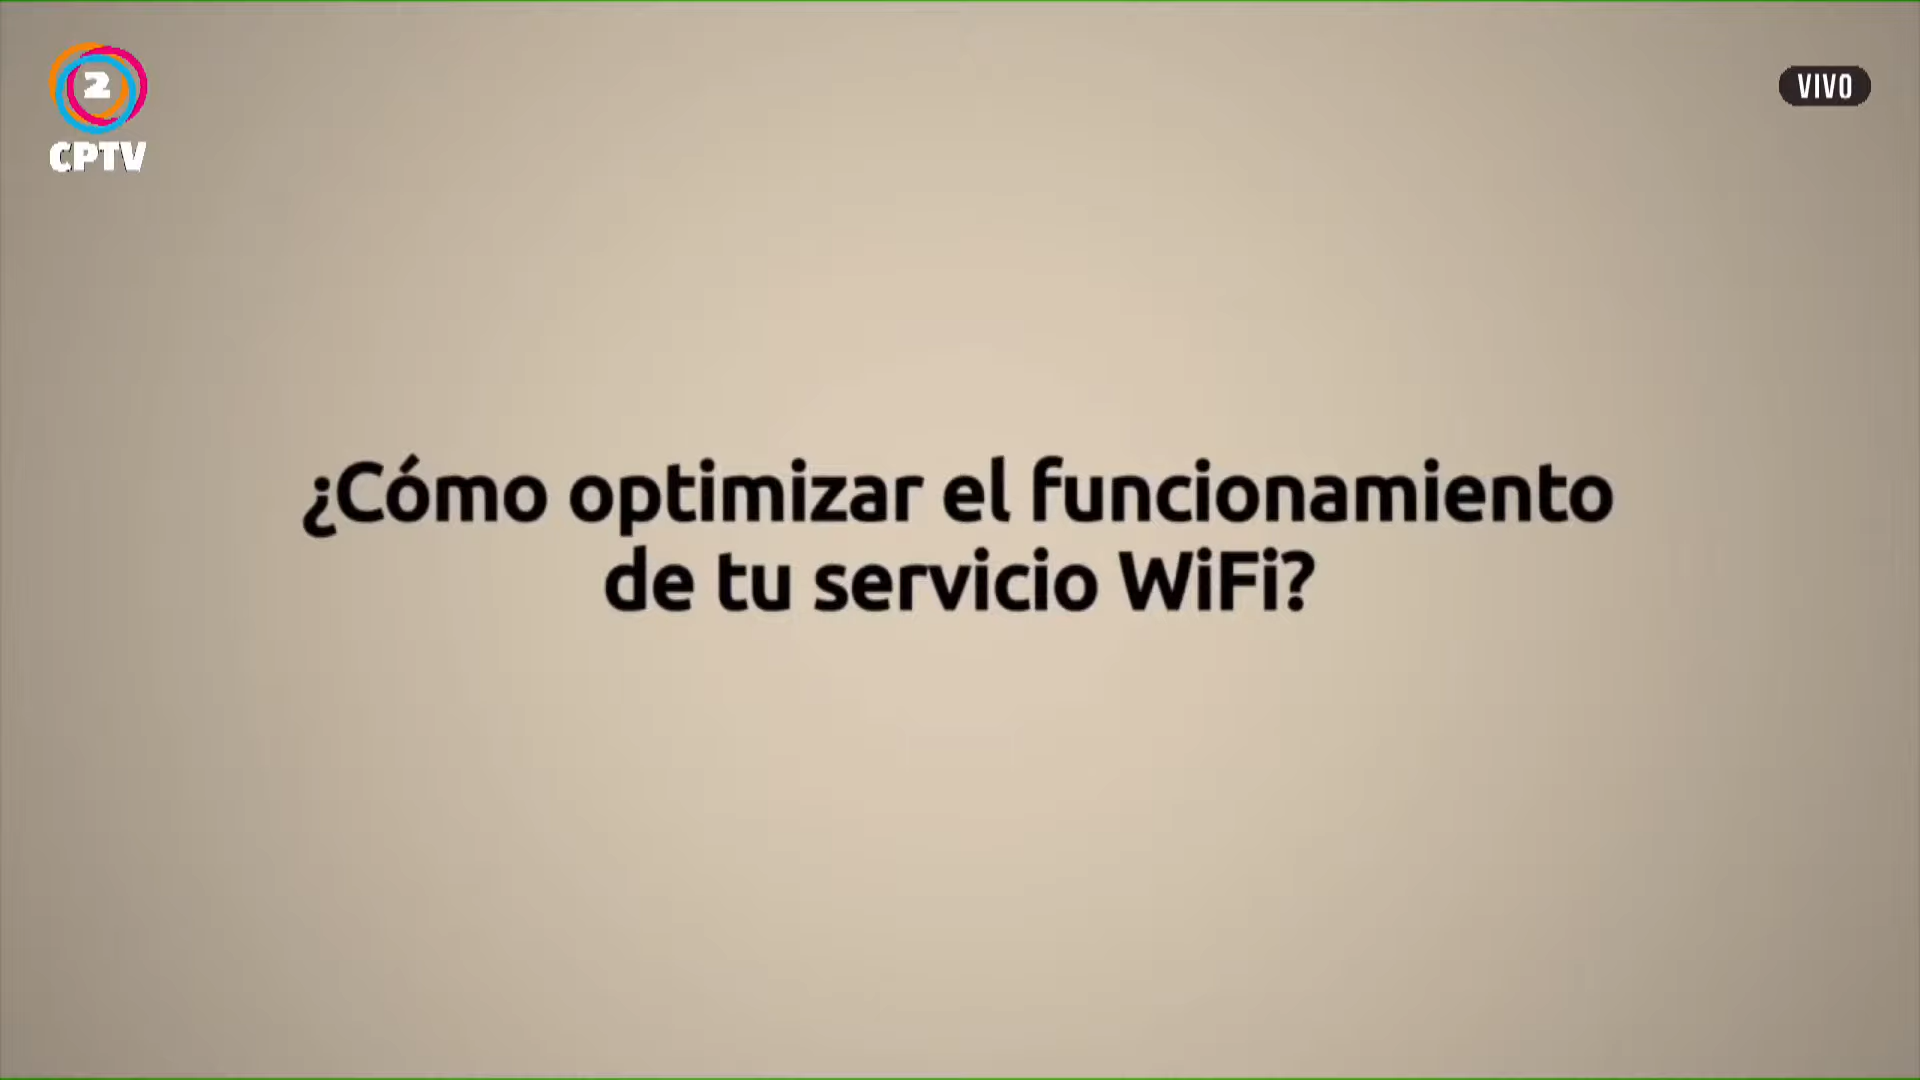 2
CPTV
VIVO
¿Cómo optimizar el funcionamiento
de tu servicio WiFi?